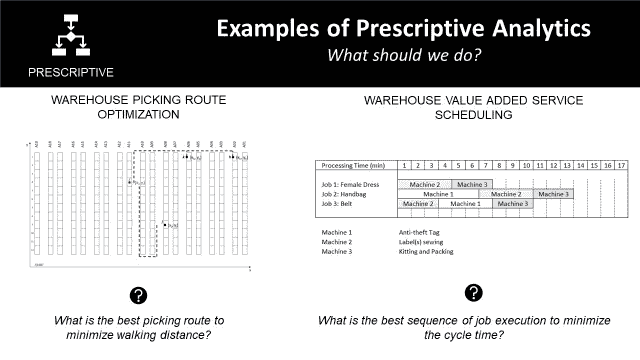 Examples of Prescriptive Analytics
What should we do?
PRESCRIPTIVE
WAREHOUSE PICKING ROUTE
OPTIMIZATION
?
What is the best picking route to
minimize walking distance?
WAREHOUSE VALUE ADDED SERVICE
SCHEDULING
Processing Time (min) 1 2 3 4 5 6 7 8 9 10 11 12 13 14 15 16 17
Job 1: Female Dress Machine 2 Machine 3
Job 2: Handbag Machine 1 Machine 2 Machine 3
Job 3: Belt Machine 2 Machine 1 Machine 3
Machine 1 Anti-theft Tag
Machine 2 Label(s) sewing
Machine 3 Kitting and Packing
?
What is the best sequence of job execution to minimize
the cycle time?